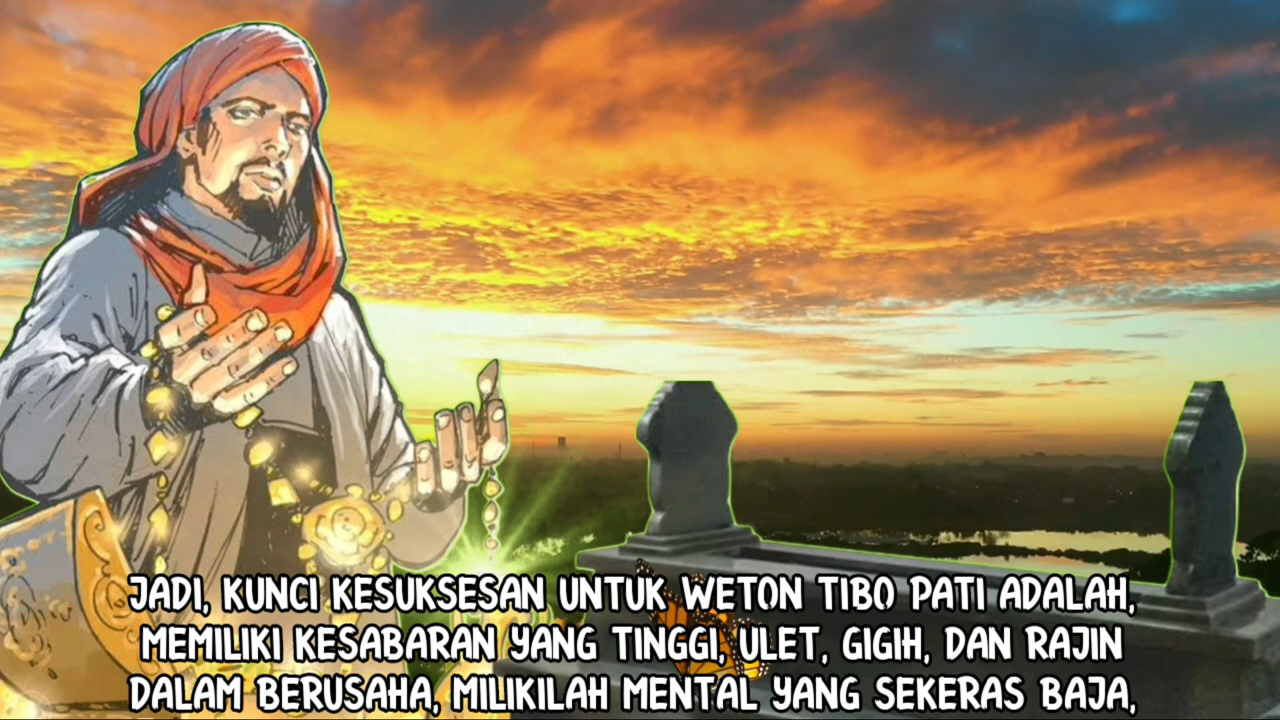 JADI, KUNCI KESUKSESAN UNTUK WETON TIBO PATI ADALAH,
MEMILIKI KESABARAN YANG TINGGI, ULET, GIGIH, DAN RAJIN
DALAM BERUSAHA, MILIKILAH MENTAL YANG SEKERAS BAJA,